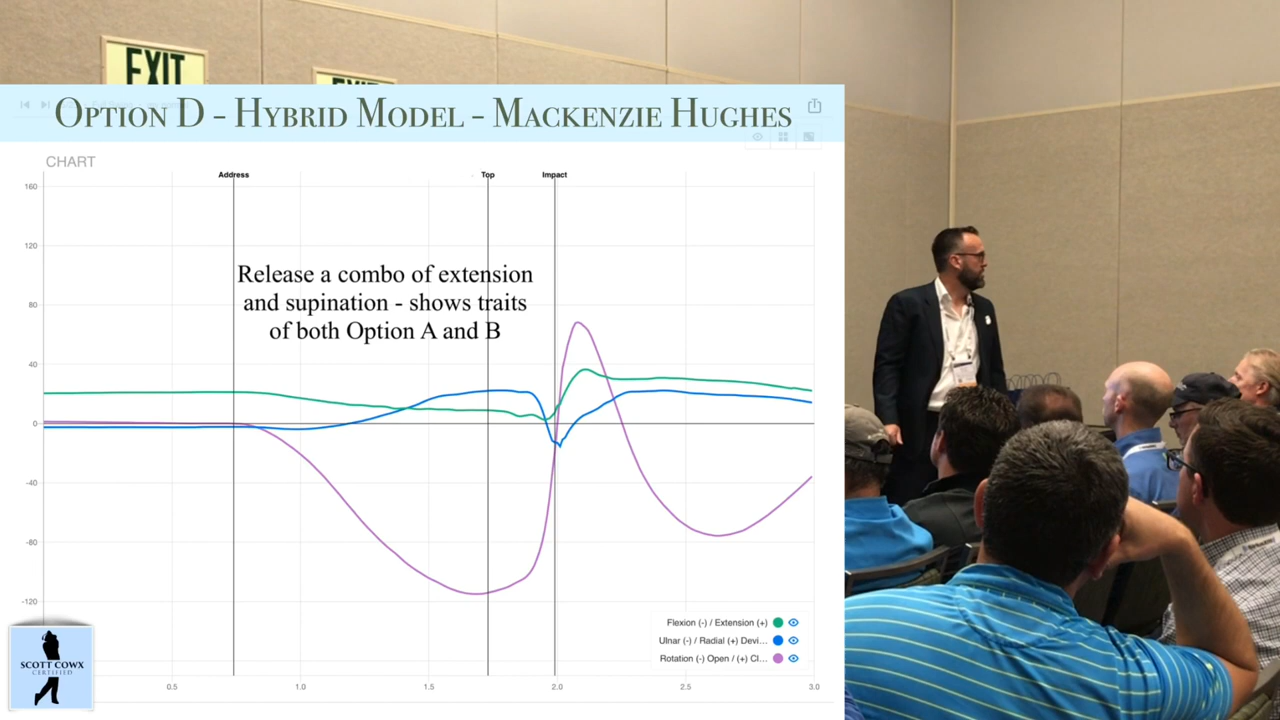 EXIT
EXIT
OPTION D - HYBRID MODEL - MACKENZIE HUGHES
CHART
Address
Top
Impact
160
120
80
40
0
-40
-80
-120
Release a combo of extension
and supination - shows traits
of both Option A and B
Flexion (-) / Extension (+)
Ulnar (-) / Radial (+) Devi...
Rotation (-) Open / (+) Cl...
0.5
1.0
1.5
2.0
2.5
3.0
SCOTT COWX
CERTIFIED